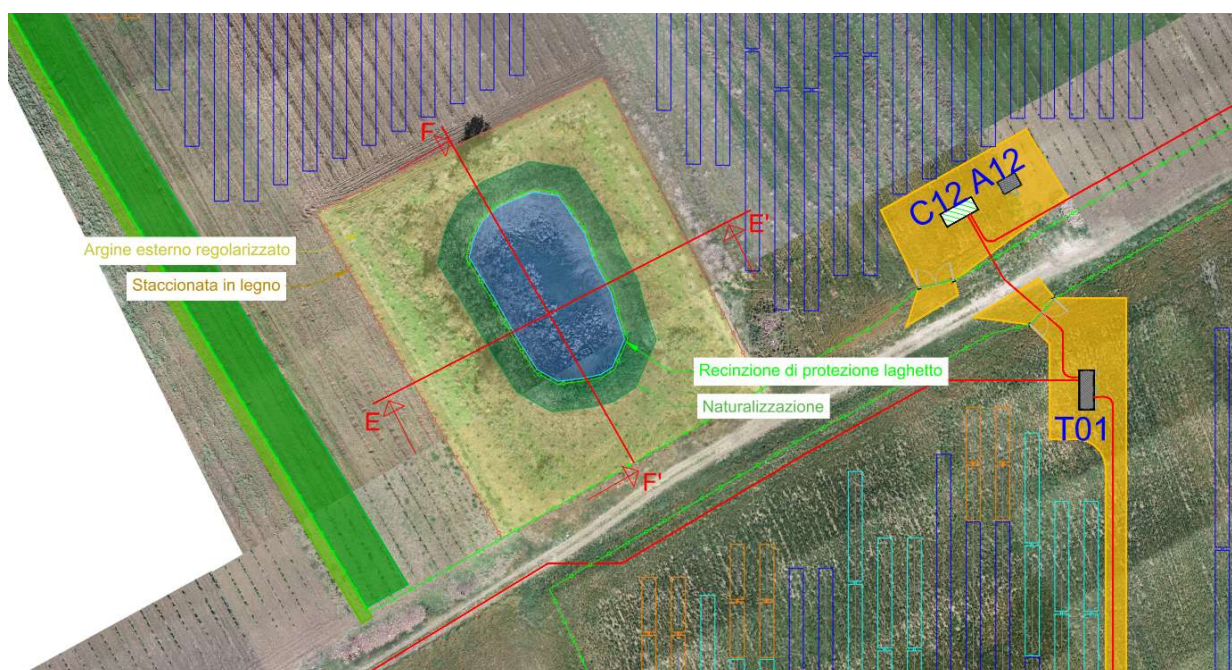 F
C12 A12
E'
Argine esterno regolarizzato
Staccionata in legno
Recinzione di protezione laghetto
Naturalizzazione
E
T01
F'